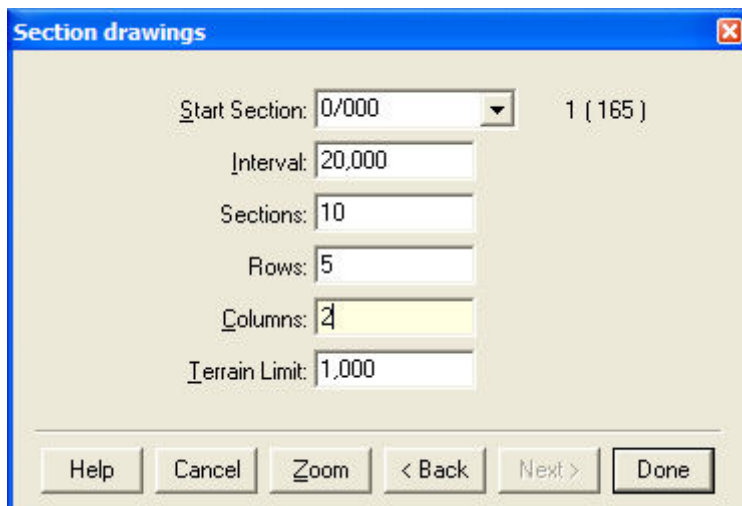 Section drawings
Start Section: 0/000 1 ( 165 )
Interval: 20,000
Sections: 10
Rows: 5
Columns: 2
Terrain Limit: 1,000
Help Cancel Zoom < Back Next > Done